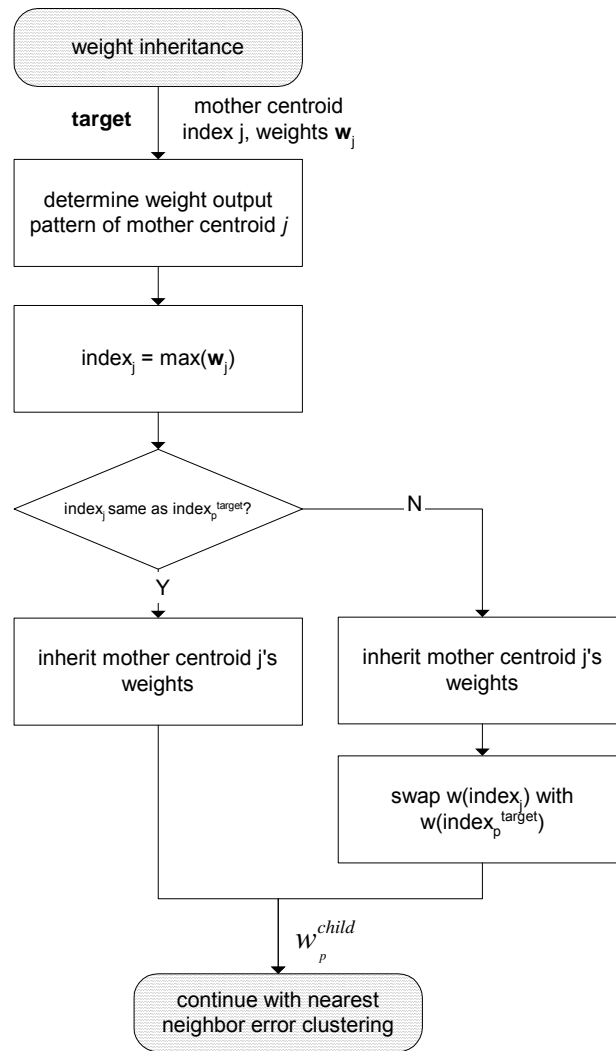 weight inheritance
target
mother centroid
index j, weights w_j
determine weight output
pattern of mother centroid j
index_j = max(w_j)
index_j same as index_p^target?
N
Y
inherit mother centroid j's
weights
inherit mother centroid j's
weights
swap w(index_j) with
w(index_p^target)
w_p^child
continue with nearest
neighbor error clustering